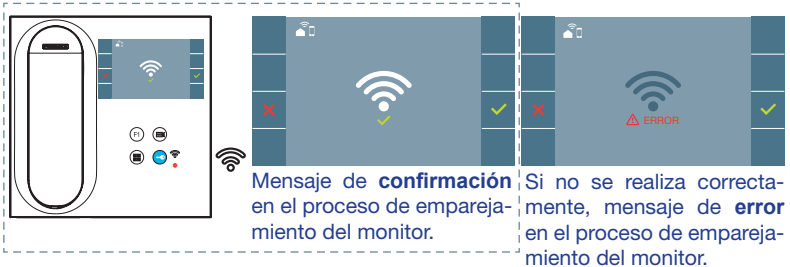 F1
ERROR
Mensaje de confirmación
en el proceso de empareja-
miento del monitor.
Si no se realiza correcta-
mente, mensaje de error
en el proceso de empareja-
miento del monitor.